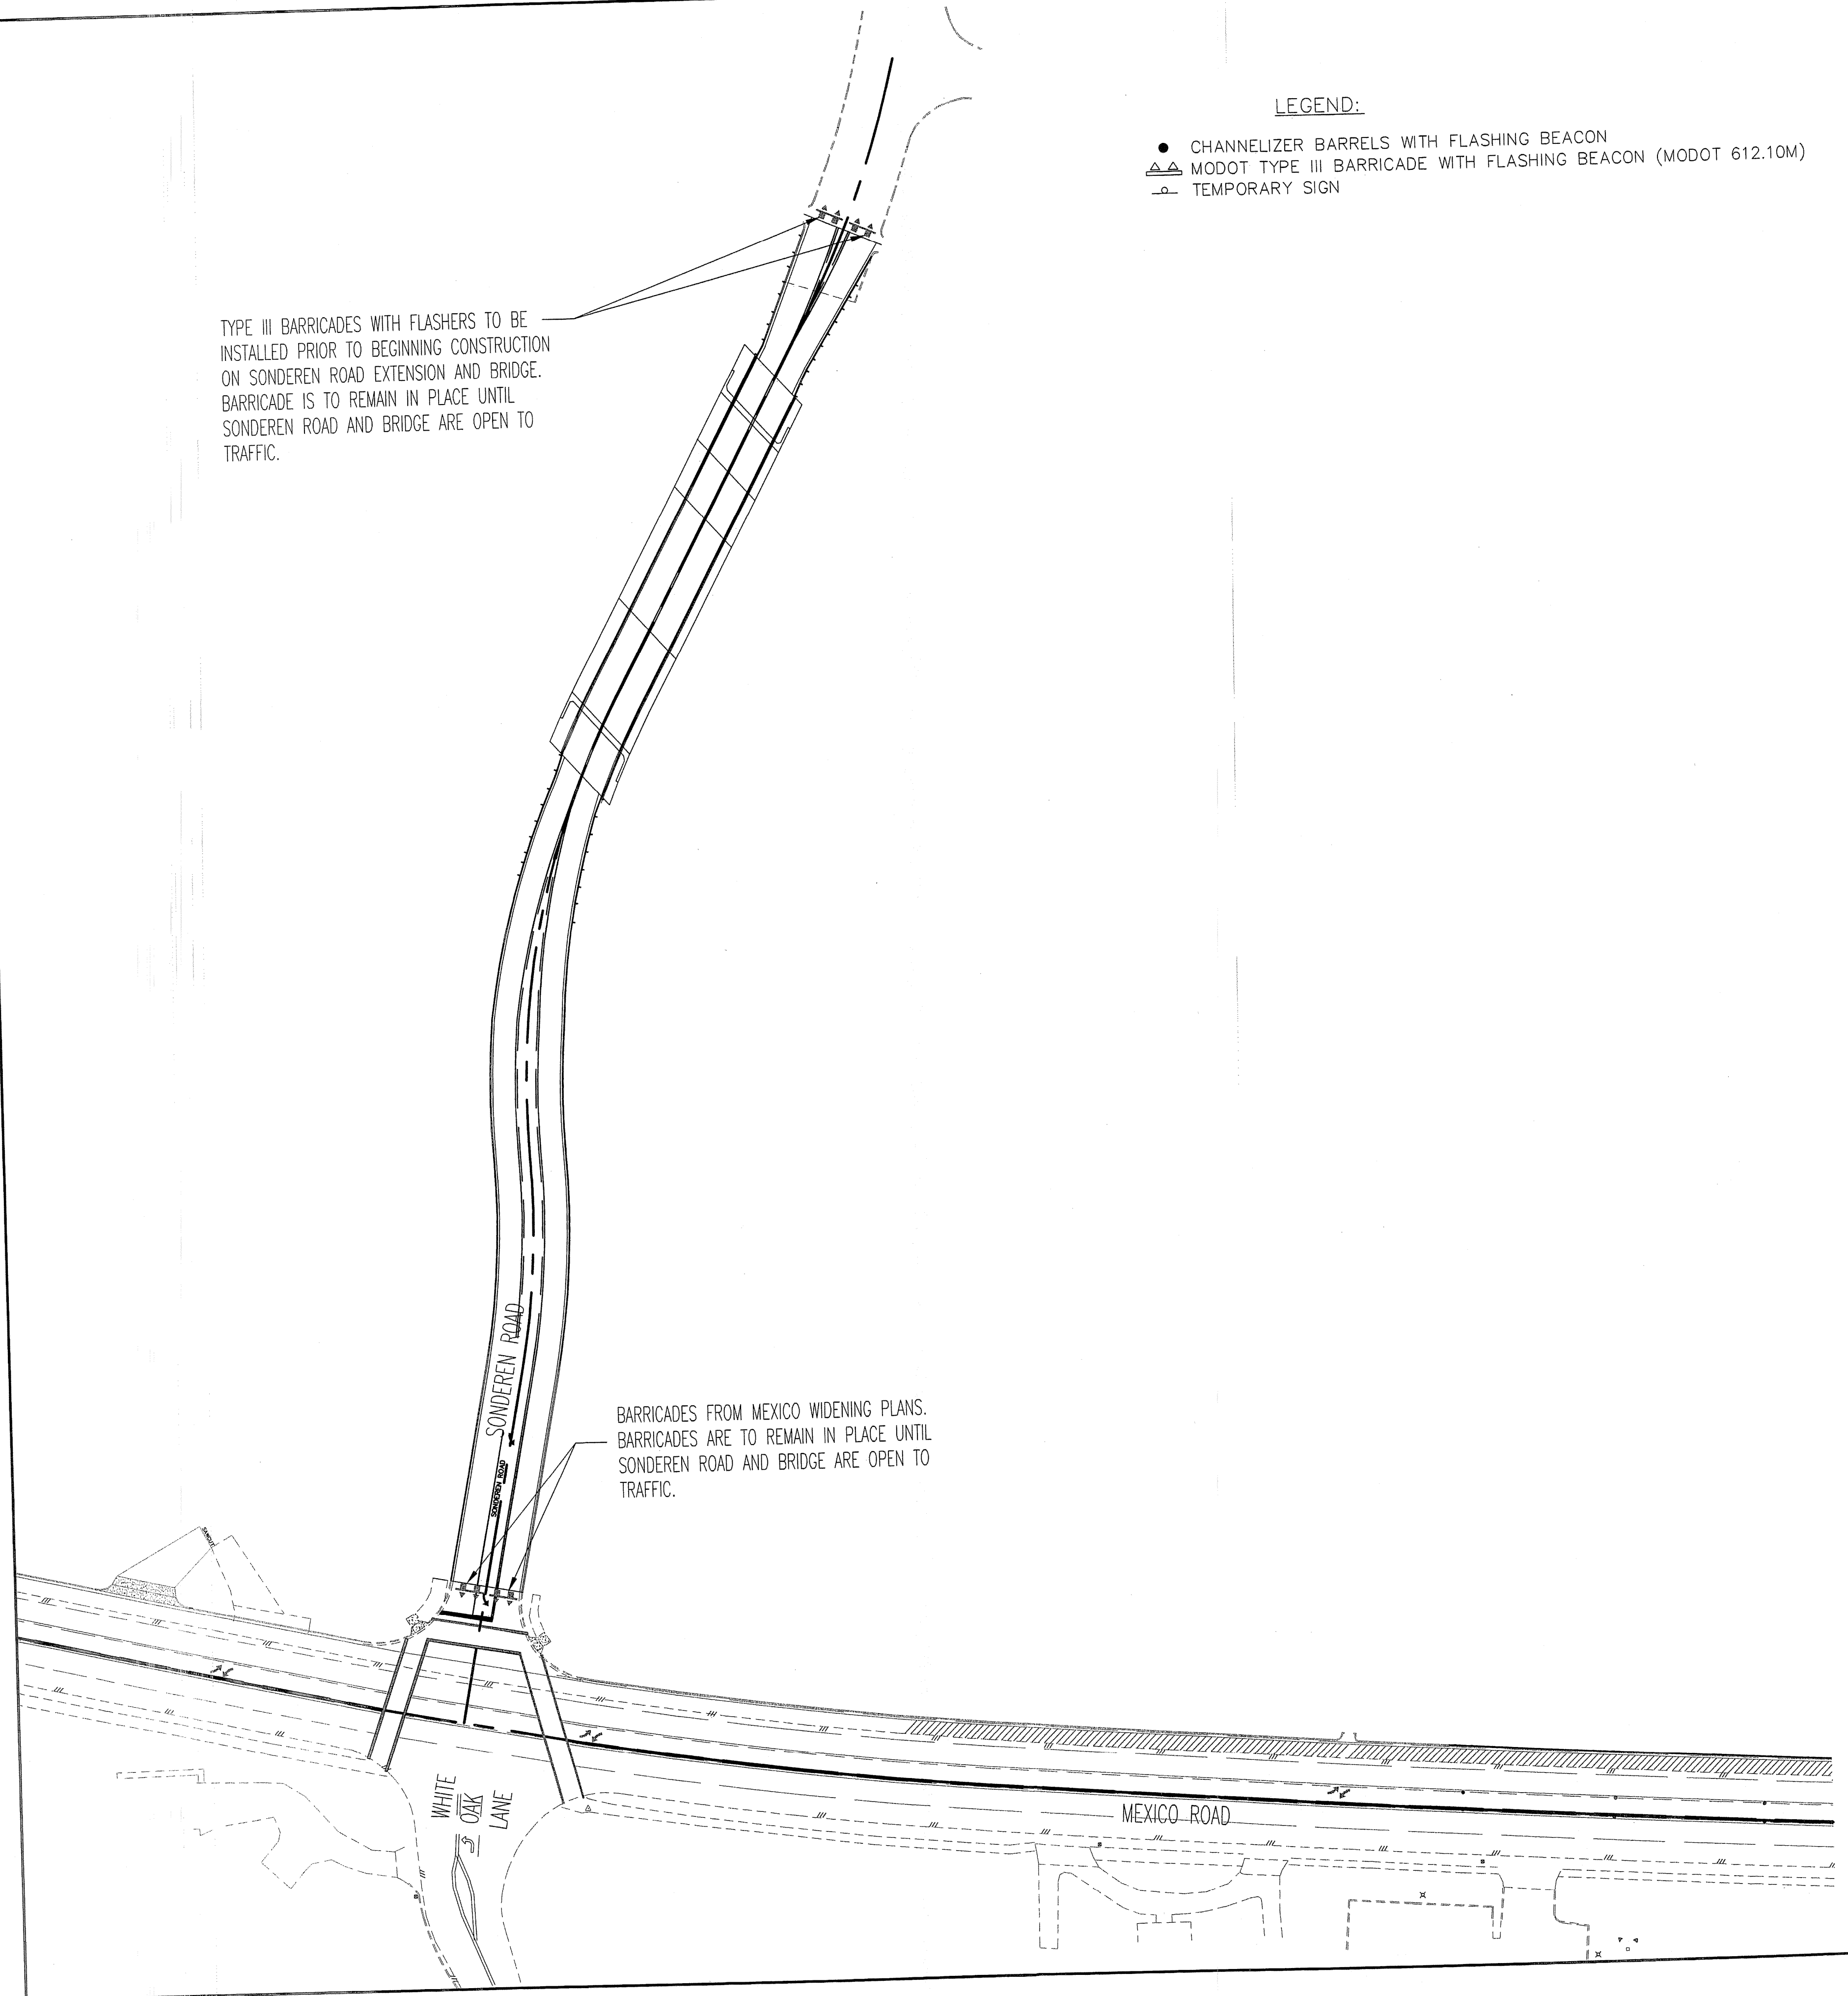 LEGEND:
CHANNELIZER BARRELS WITH FLASHING BEACON
MODOT TYPE III BARRICADE WITH FLASHING BEACON (MODOT 612.10M)
TEMPORARY SIGN
TYPE III BARRICADES WITH FLASHERS TO BE
INSTALLED PRIOR TO BEGINNING CONSTRUCTION
ON SONDEREN ROAD EXTENSION AND BRIDGE.
BARRICADE IS TO REMAIN IN PLACE UNTIL
SONDEREN ROAD AND BRIDGE ARE OPEN TO
TRAFFIC.
SONDEREN ROAD
BARRICADES FROM MEXICO WIDENING PLANS.
BARRICADES ARE TO REMAIN IN PLACE UNTIL
SONDEREN ROAD AND BRIDGE ARE OPEN TO
TRAFFIC.
SONDEREN ROAD
SAWCUT
WHITE
OAK
LANE
MEXICO ROAD